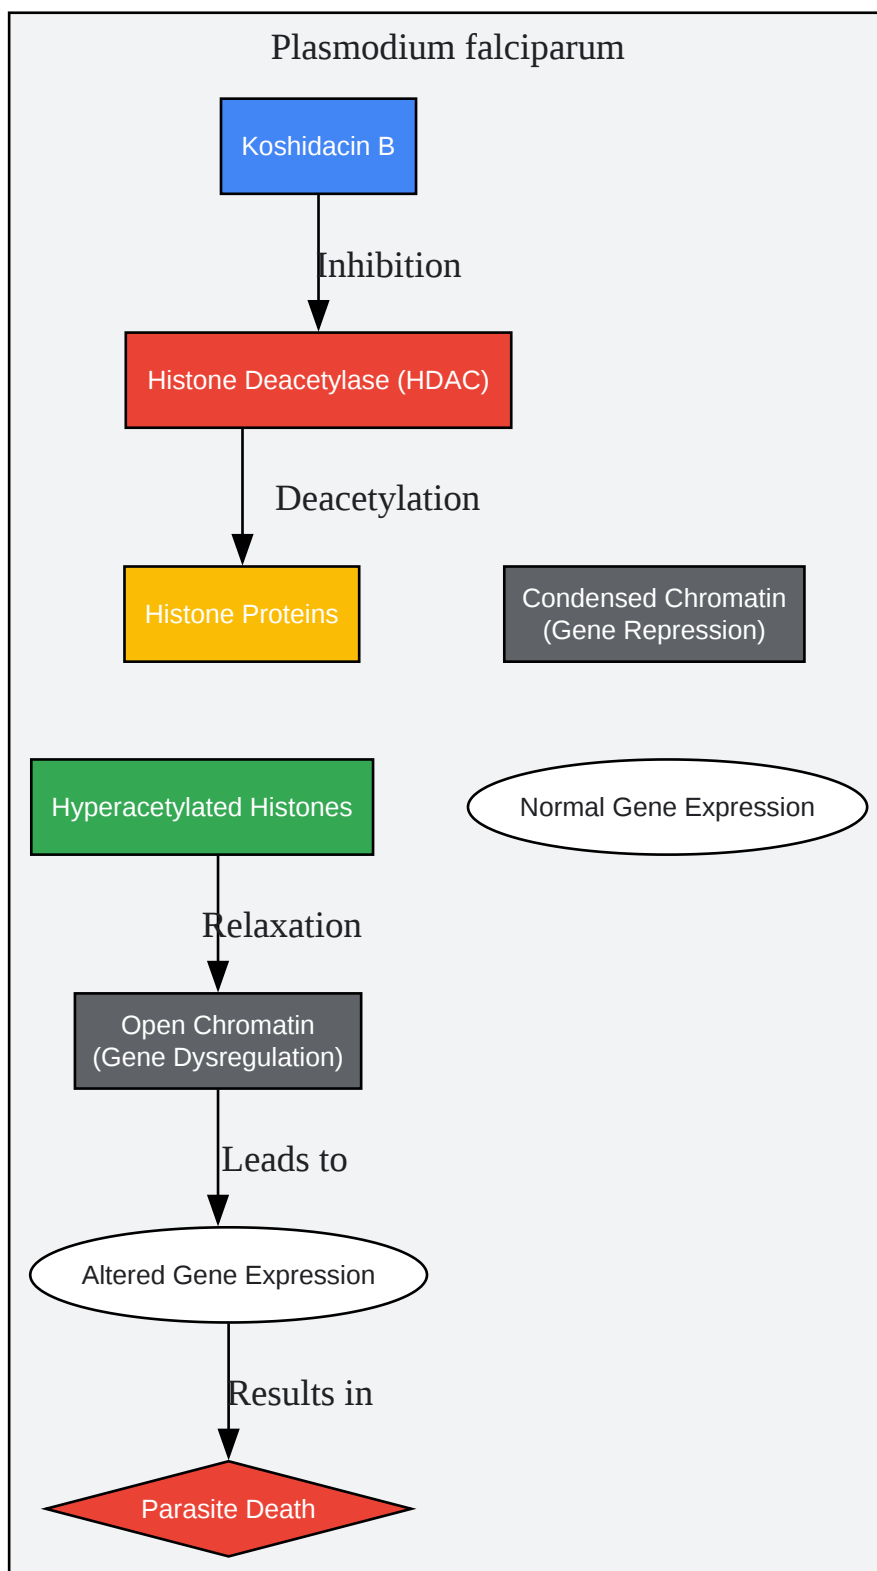 Plasmodium falciparum
Koshidacin B
Inhibition
Histone Deacetylase (HDAC)
Deacetylation
Histone Proteins
Condensed Chromatin
(Gene Repression)
Hyperacetylated Histones
Normal Gene Expression
Relaxation
Open Chromatin
(Gene Dysregulation)
Leads to
Altered Gene Expression
Results in
Parasite Death